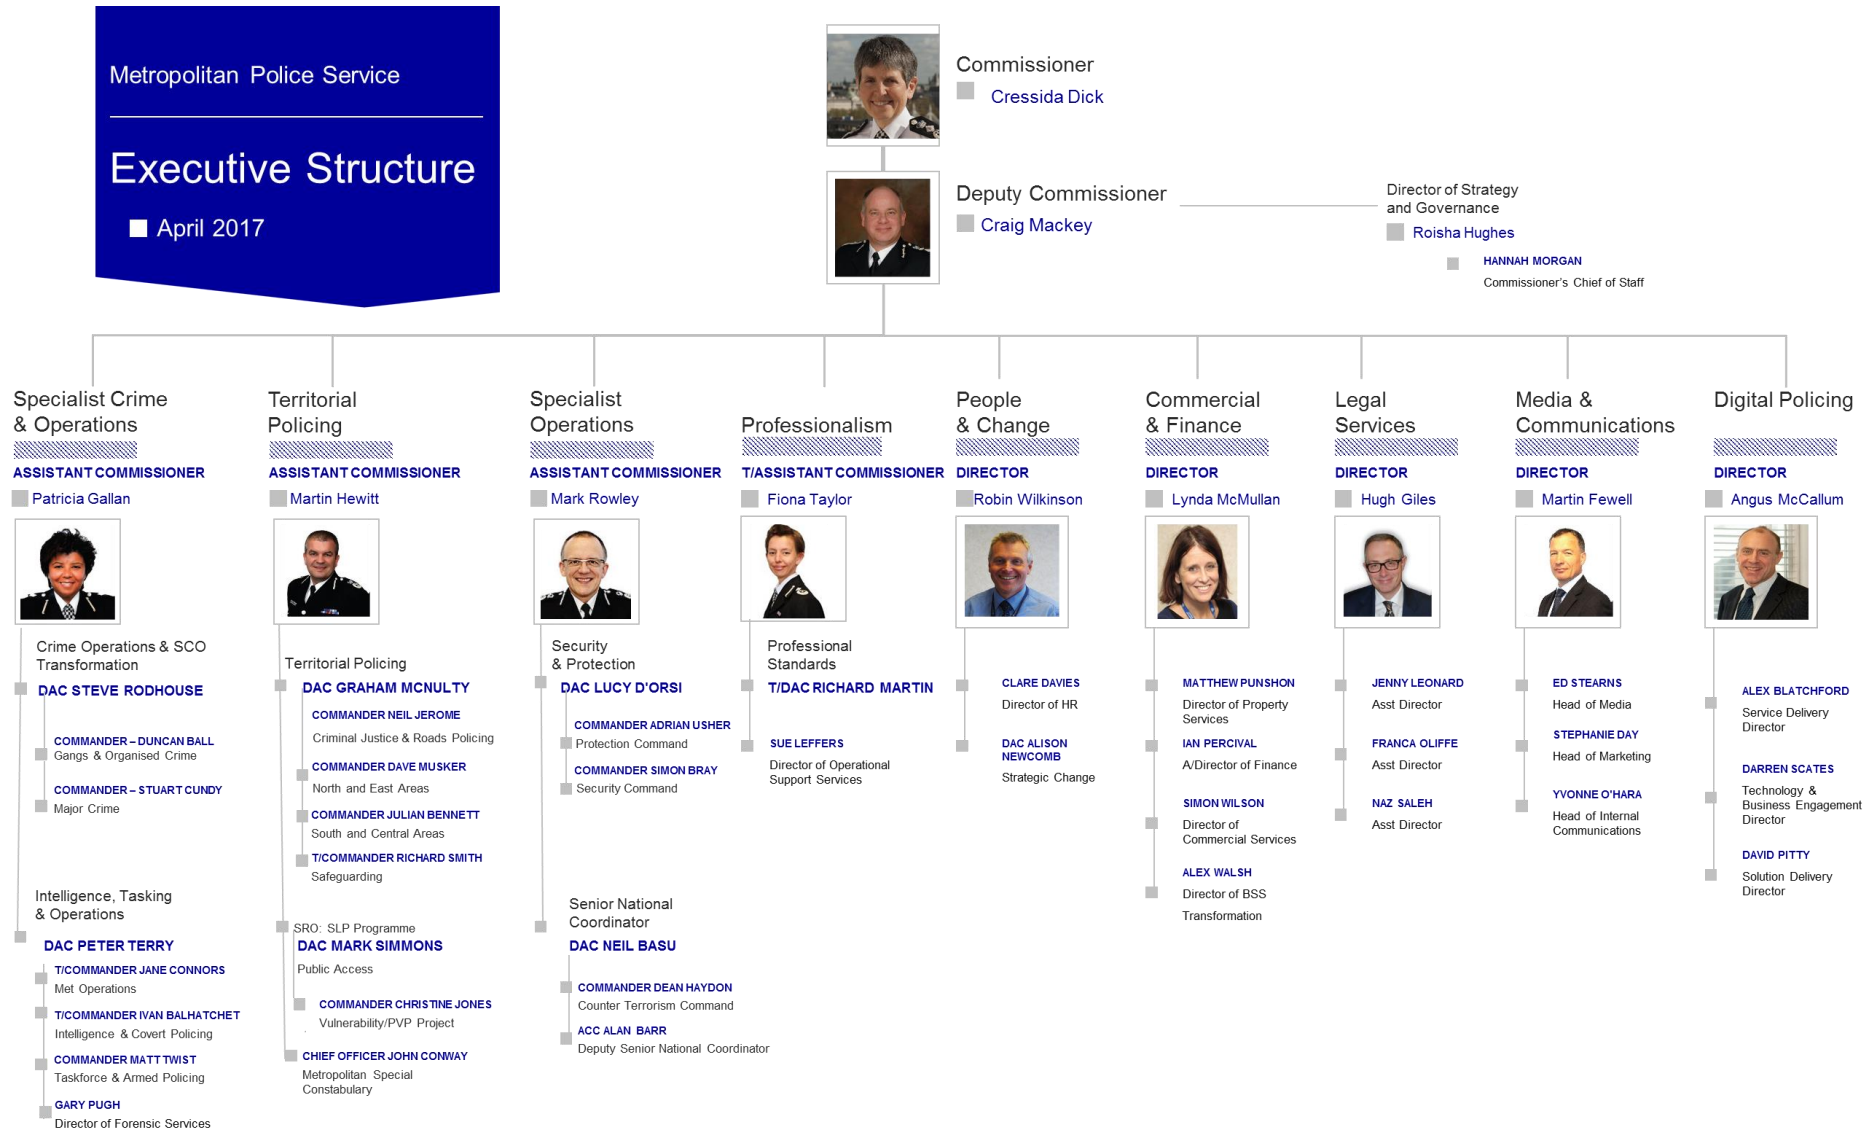 Metropolitan Police Service
Executive Structure
April 2017
Commissioner
Cressida Dick
Deputy Commissioner
Craig Mackey
Director of Strategy
and Governance
Roisha Hughes
HANNAH MORGAN
Commissioner's Chief of Staff
Specialist Crime
& Operations
ASSISTANT COMMISSIONER
Patricia Gallan
Crime Operations & SCO
Transformation
DAC STEVE RODHOUSE
COMMANDER – DUNCAN BALL
Gangs & Organised Crime
COMMANDER – STUART CUNDY
Major Crime
Intelligence, Tasking
& Operations
DAC PETER TERRY
T/COMMANDER JANE CONNORS
Met Operations
T/COMMANDER IVAN BALHATCHET
Intelligence & Covert Policing
COMMANDER MATT TWIST
Taskforce & Armed Policing
GARY PUGH
Director of Forensic Services
Territorial
Policing
ASSISTANT COMMISSIONER
Martin Hewitt
Territorial Policing
DAC GRAHAM MCNULTY
COMMANDER NEIL JEROME
Criminal Justice & Roads Policing
COMMANDER DAVE MUSKER
North and East Areas
COMMANDER JULIAN BENNETT
South and Central Areas
T/COMMANDER RICHARD SMITH
Safeguarding
SRO: SLP Programme
DAC MARK SIMMONS
Public Access
COMMANDER CHRISTINE JONES
Vulnerability/PVP Project
CHIEF OFFICER JOHN CONWAY
Metropolitan Special
Constabulary
Specialist
Operations
ASSISTANT COMMISSIONER
Mark Rowley
Security
& Protection
DAC LUCY D'ORSI
COMMANDER ADRIAN USHER
Protection Command
COMMANDER SIMON BRAY
Security Command
Senior National
Coordinator
DAC NEIL BASU
COMMANDER DEAN HAYDON
Counter Terrorism Command
ACC ALAN BARR
Deputy Senior National Coordinator
Professionalism
T/ASSISTANT COMMISSIONER
Fiona Taylor
Professional
Standards
T/DAC RICHARD MARTIN
SUE LEFFERS
Director of Operational
Support Services
People
& Change
DIRECTOR
Robin Wilkinson
CLARE DAVIES
Director of HR
DAC ALISON
NEWCOMB
Strategic Change
Commercial
& Finance
DIRECTOR
Lynda McMullan
MATTHEW PUNSHON
Director of Property
Services
IAN PERCIVAL
A/Director of Finance
SIMON WILSON
Director of
Commercial Services
ALEX WALSH
Director of BSS
Transformation
Legal
Services
DIRECTOR
Hugh Giles
JENNY LEONARD
Asst Director
FRANCA OLIFFE
Asst Director
NAZ SALEH
Asst Director
Media &
Communications
DIRECTOR
Martin Fewell
ED STEARNS
Head of Media
STEPHANIE DAY
Head of Marketing
YVONNE O'HARA
Head of Internal
Communications
Digital Policing
DIRECTOR
Angus McCallum
ALEX BLATCHFORD
Service Delivery
Director
DARREN SCATES
Technology &
Business Engagement
Director
DAVID PITTY
Solution Delivery
Director